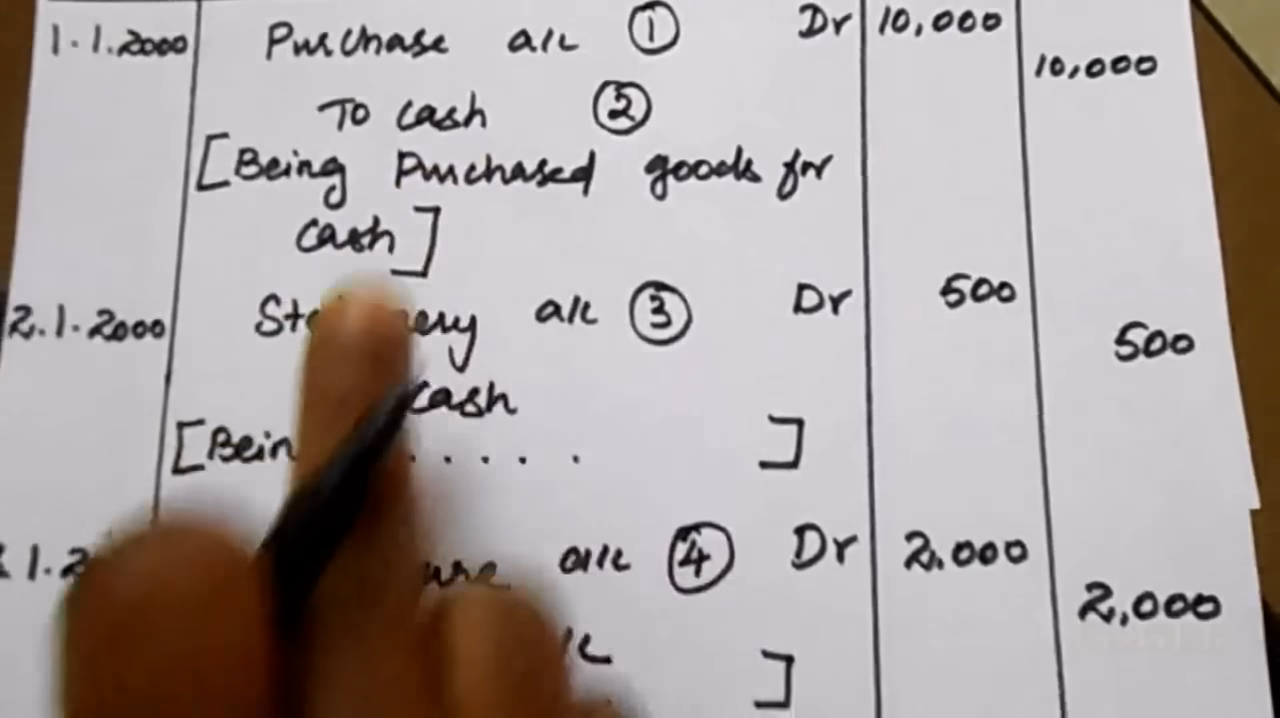 1.1.2000 Purchase a/c ① Dr 10,000
10,000
To cash ②
[Being Purchased goods for
cash]
2.1.2000 a/c ③ Dr 500
500
cash
[ . . . . . ]
a/c ④ Dr 2,000
2,000
]